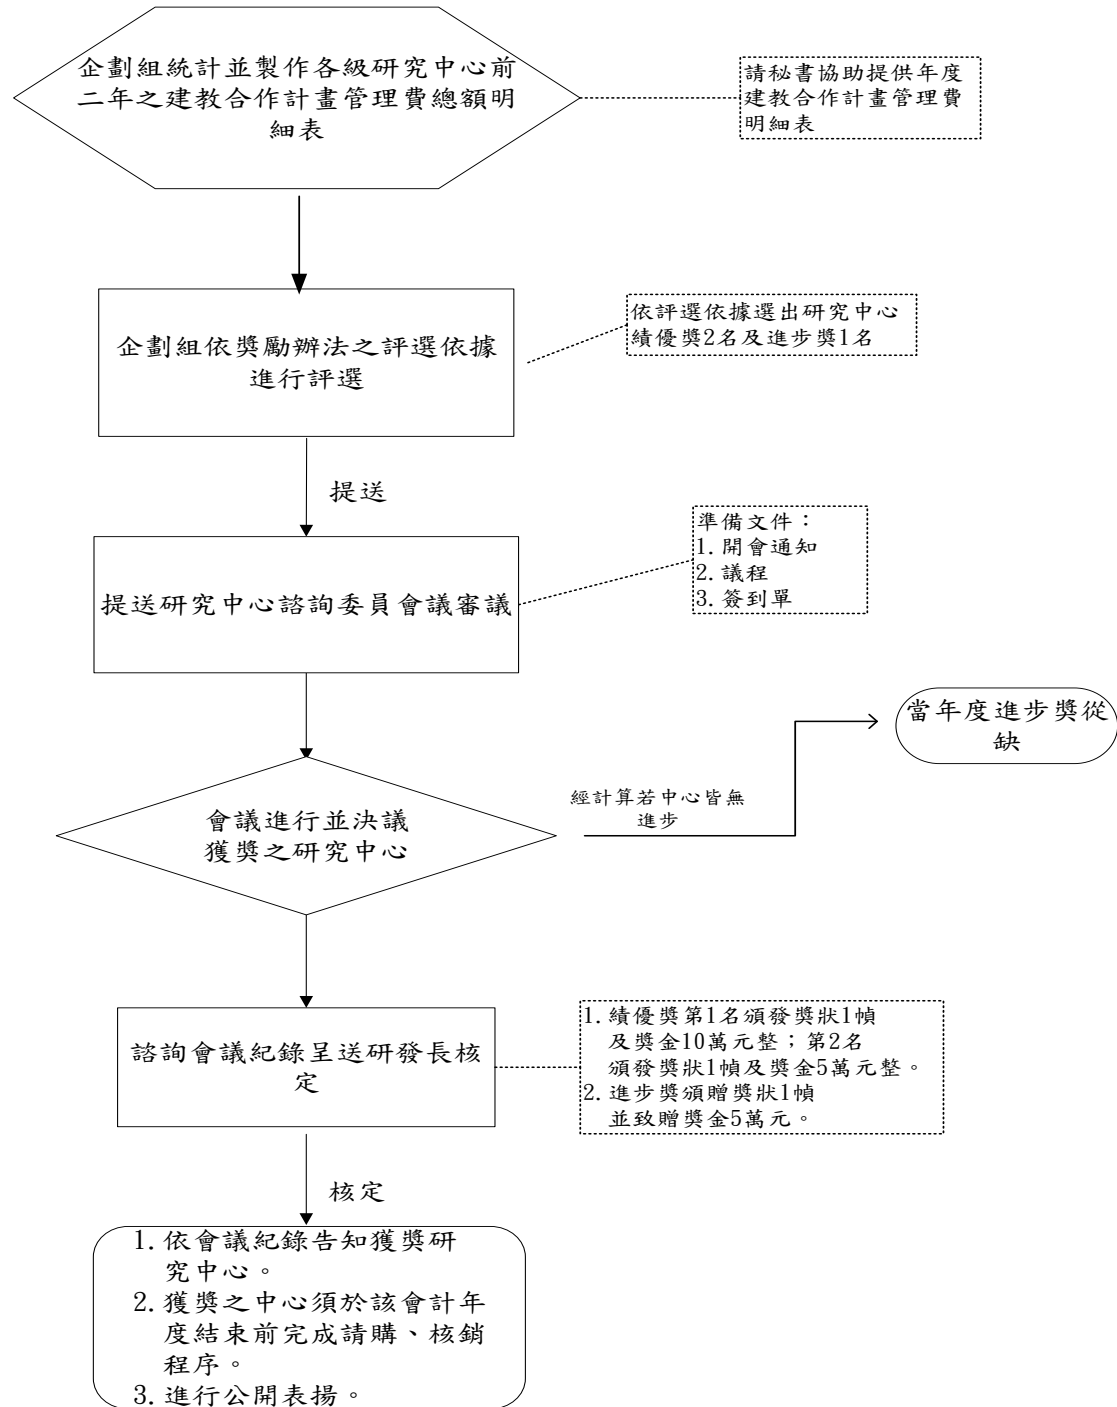 企劃組統計並製作各級研究中心前
二年之建教合作計畫管理費總額明
細表
請秘書協助提供年度
建教合作計畫管理費
明細表
企劃組依獎勵辦法之評選依據
進行評選
依評選依據選出研究中心
績優獎2名及進步獎1名
提送
提送研究中心諮詢委員會議審議
準備文件：
1. 開會通知
2. 議程
3. 簽到單
會議進行並決議
獲獎之研究中心
經計算若中心皆無
進步
當年度進步獎從
缺
諮詢會議紀錄呈送研發長核
定
1. 績優獎第1名頒發獎狀1幀
及獎金10萬元整；第2名
頒發獎狀1幀及獎金5萬元整。
2. 進步獎頒贈獎狀1幀
並致贈獎金5萬元。
核定
1. 依會議紀錄告知獲獎研
究中心。
2. 獲獎之中心須於該會計年
度結束前完成請購、核銷
程序。
3. 進行公開表揚。